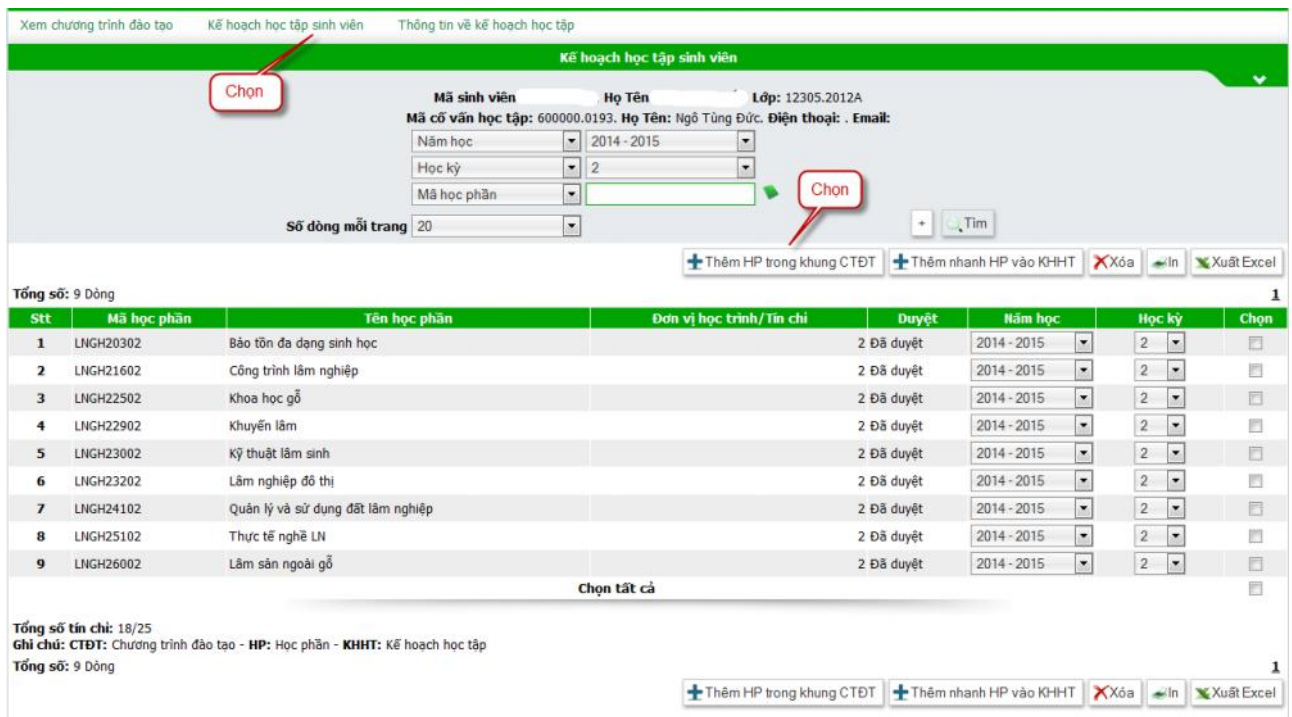 Xem chương trình đào tạo Kế hoạch học tập sinh viên Thông tin về kế hoạch học tập
Kế hoạch học tập sinh viên
Chọn
Mã sinh viên Họ Tên Lớp: 12305.2012A
Mã cố vấn học tập: 600000.0193. Họ Tên: Ngô Tùng Đức. Điện thoại: . Email:
Năm học 2014 - 2015
Học kỳ 2
Mã học phần
Chọn
Số dòng mỗi trang 20 + Tìm
Thêm HP trong khung CTĐT Thêm nhanh HP vào KHHT Xóa In Xuất Excel
Tổng số: 9 Dòng 1
Stt Mã học phần Tên học phần Đơn vị học trình/Tín chỉ Duyệt Năm học Học kỳ Chọn
1 LNGH20302 Bảo tồn đa dạng sinh học 2 Đã duyệt 2014 - 2015 2
2 LNGH21602 Công trình lâm nghiệp 2 Đã duyệt 2014 - 2015 2
3 LNGH22502 Khoa học gỗ 2 Đã duyệt 2014 - 2015 2
4 LNGH22902 Khuyến lâm 2 Đã duyệt 2014 - 2015 2
5 LNGH23002 Kỹ thuật lâm sinh 2 Đã duyệt 2014 - 2015 2
6 LNGH23202 Lâm nghiệp đô thị 2 Đã duyệt 2014 - 2015 2
7 LNGH24102 Quản lý và sử dụng đất lâm nghiệp 2 Đã duyệt 2014 - 2015 2
8 LNGH25102 Thực tế nghề LN 2 Đã duyệt 2014 - 2015 2
9 LNGH26002 Lâm sản ngoài gỗ 2 Đã duyệt 2014 - 2015 2
Chọn tất cả
Tổng số tín chỉ: 18/25
Ghi chú: CTĐT: Chương trình đào tạo - HP: Học phần - KHHT: Kế hoạch học tập
Tổng số: 9 Dòng 1
Thêm HP trong khung CTĐT Thêm nhanh HP vào KHHT Xóa In Xuất Excel